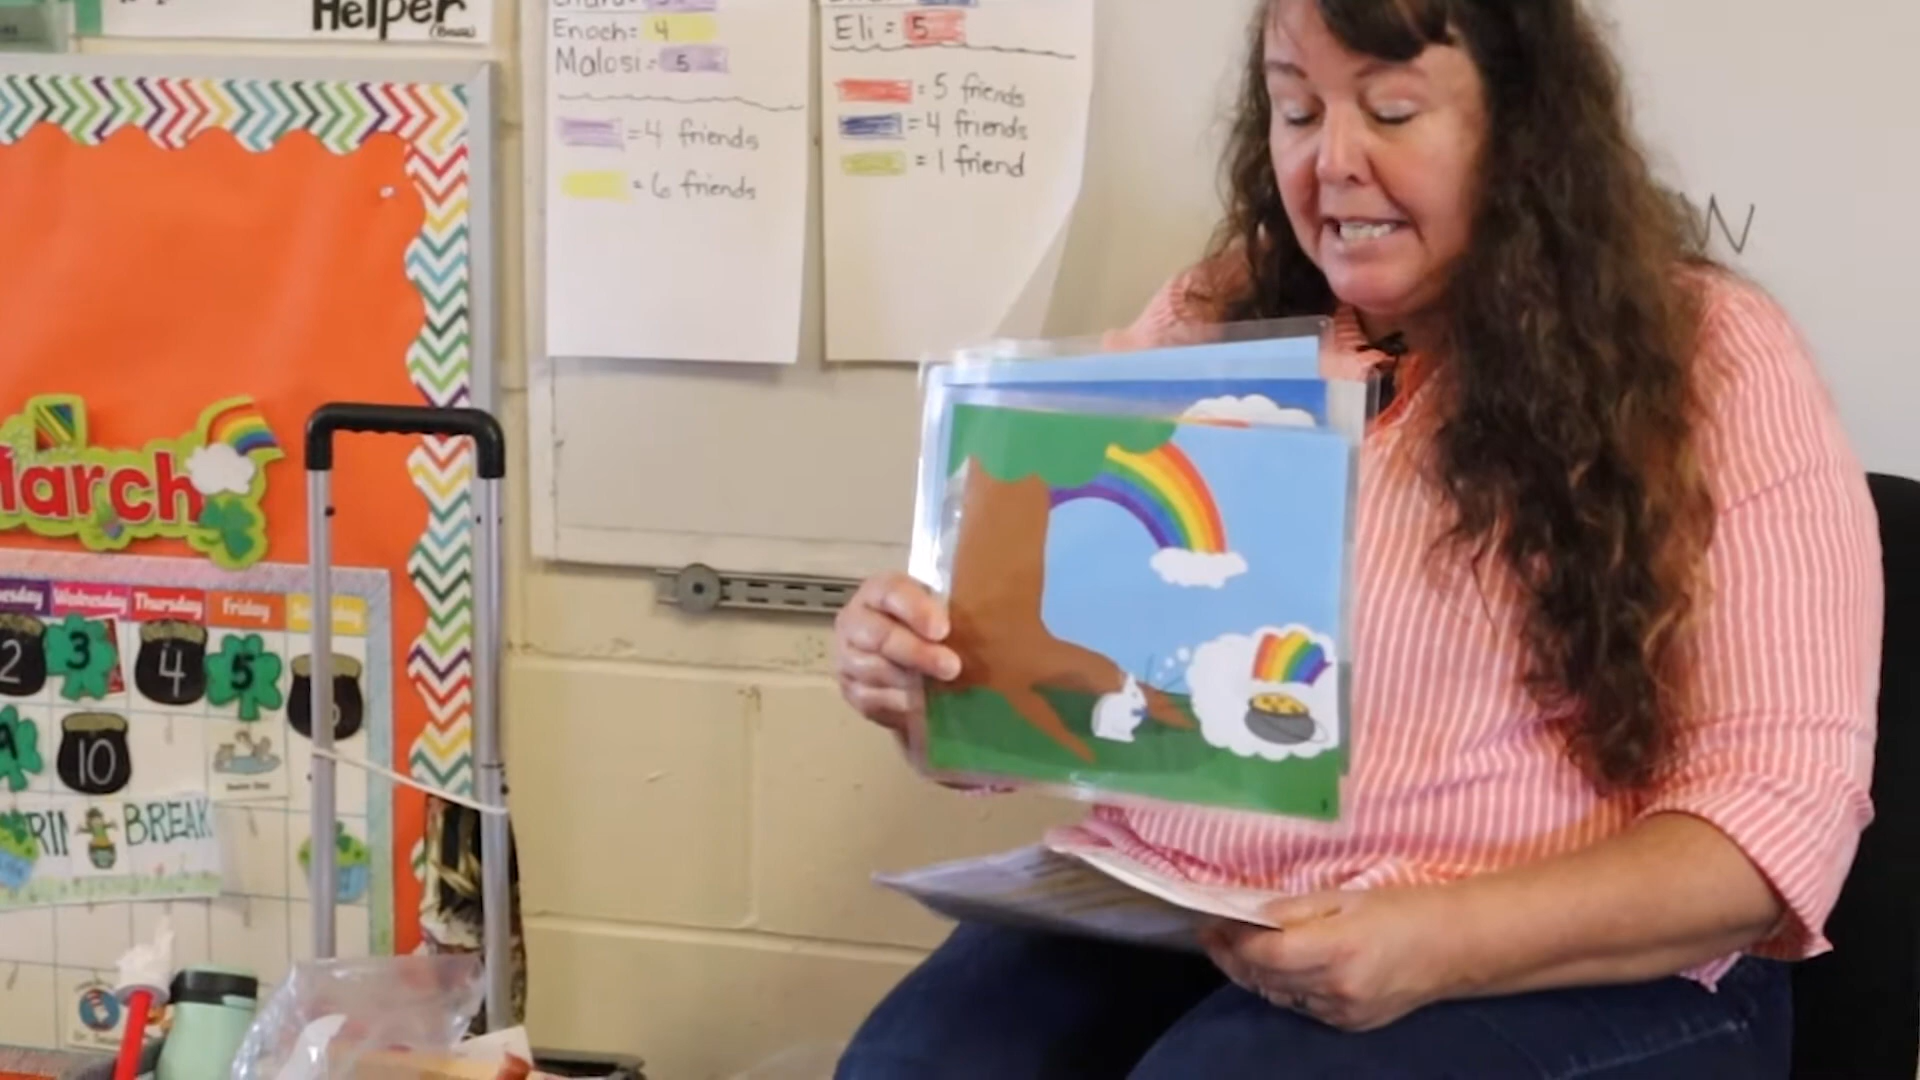 Helper
Enoch= 4
Malosi= 5
=4 friends
= 6 friends
Eli = 5
= 5 friends
= 4 friends
= 1 friend
W
March
Wednesday Thursday Friday
2 3 4 5
9 10
BREAK